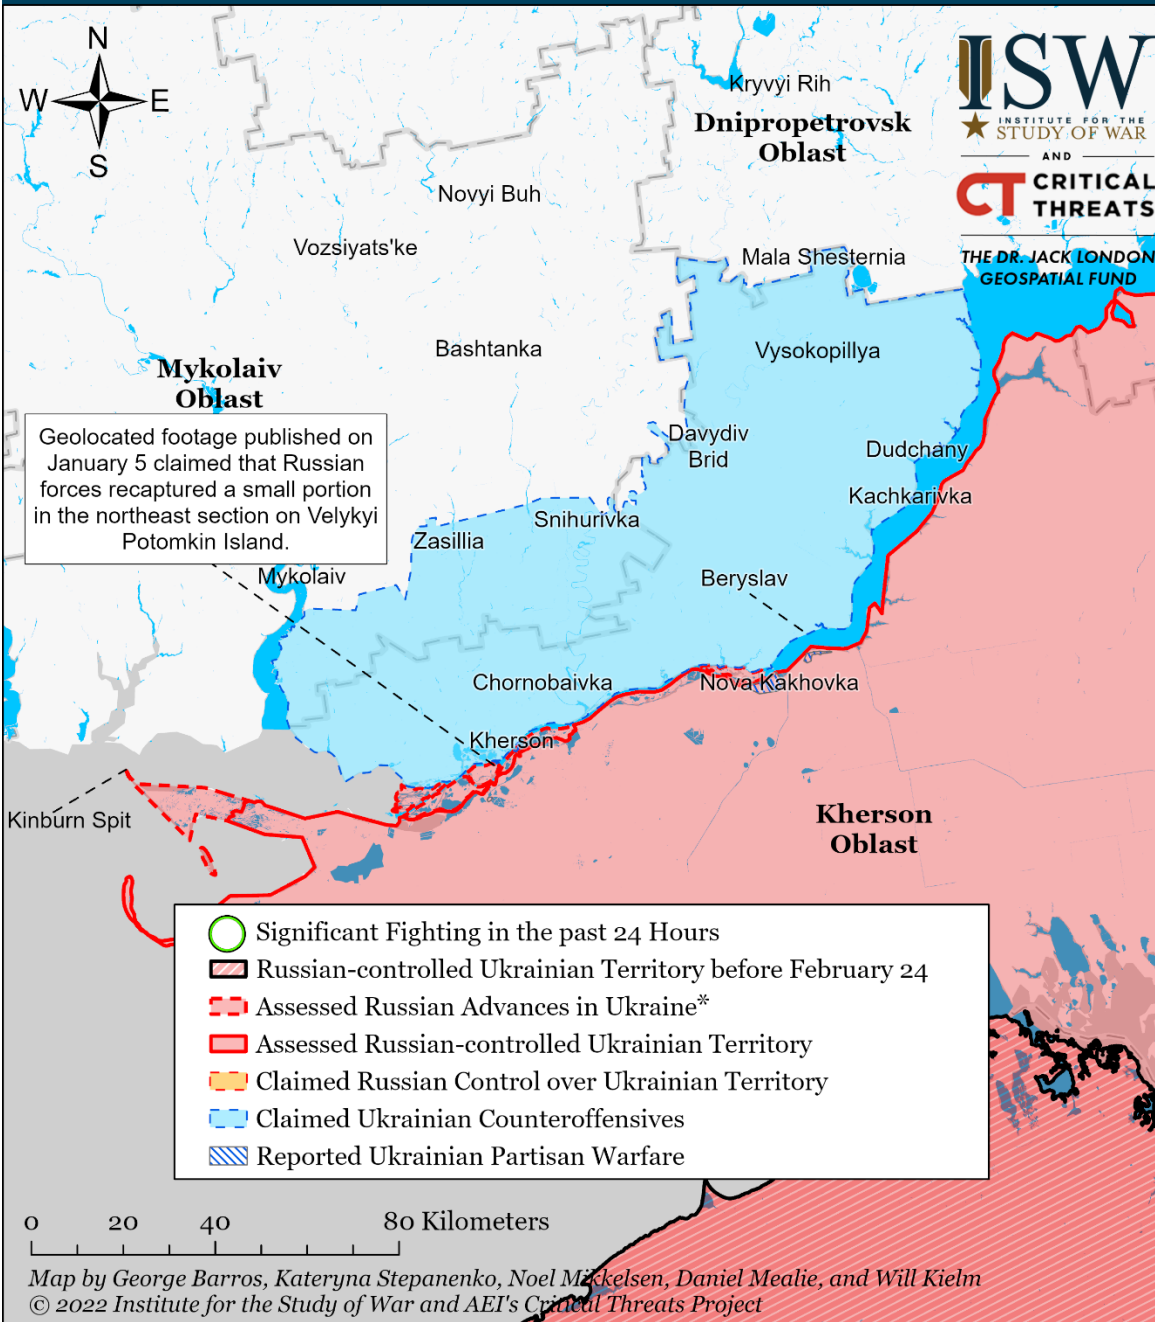 N
W
E
S
ISW
INSTITUTE FOR THE
STUDY OF WAR
AND
CT CRITICAL
THREATS
THE DR. JACK LONDON
GEOSPATIAL FUND
Kryvyi Rih
Dnipropetrovsk
Oblast
Novyi Buh
Vozsiyats'ke
Mala Shesternia
Bashtanka
Vysokopillya
Mykolaiv
Oblast
Geolocated footage published on
January 5 claimed that Russian
forces recaptured a small portion
in the northeast section on Velykyi
Potomkin Island.
Davydiv
Brid
Dudchany
Kachkarivka
Snihurivka
Zasillia
Mykolaiv
Beryslav
Chornobaivka
Nova Kakhovka
Kherson
Kinburn Spit
Kherson
Oblast
Significant Fighting in the past 24 Hours
Russian-controlled Ukrainian Territory before February 24
Assessed Russian Advances in Ukraine*
Assessed Russian-controlled Ukrainian Territory
Claimed Russian Control over Ukrainian Territory
Claimed Ukrainian Counteroffensives
Reported Ukrainian Partisan Warfare
0 20 40 80 Kilometers
Map by George Barros, Kateryna Stepanenko, Noel Mikkelsen, Daniel Mealie, and Will Kielm
© 2022 Institute for the Study of War and AEI's Critical Threats Project